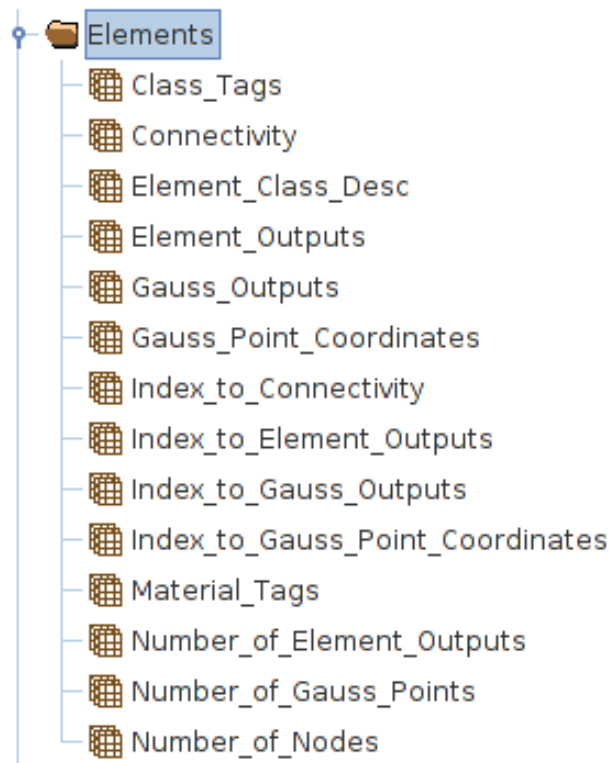 Elements
Class_Tags
Connectivity
Element_Class_Desc
Element_Outputs
Gauss_Outputs
Gauss_Point_Coordinates
Index_to_Connectivity
Index_to_Element_Outputs
Index_to_Gauss_Outputs
Index_to_Gauss_Point_Coordinates
Material_Tags
Number_of_Element_Outputs
Number_of_Gauss_Points
Number_of_Nodes